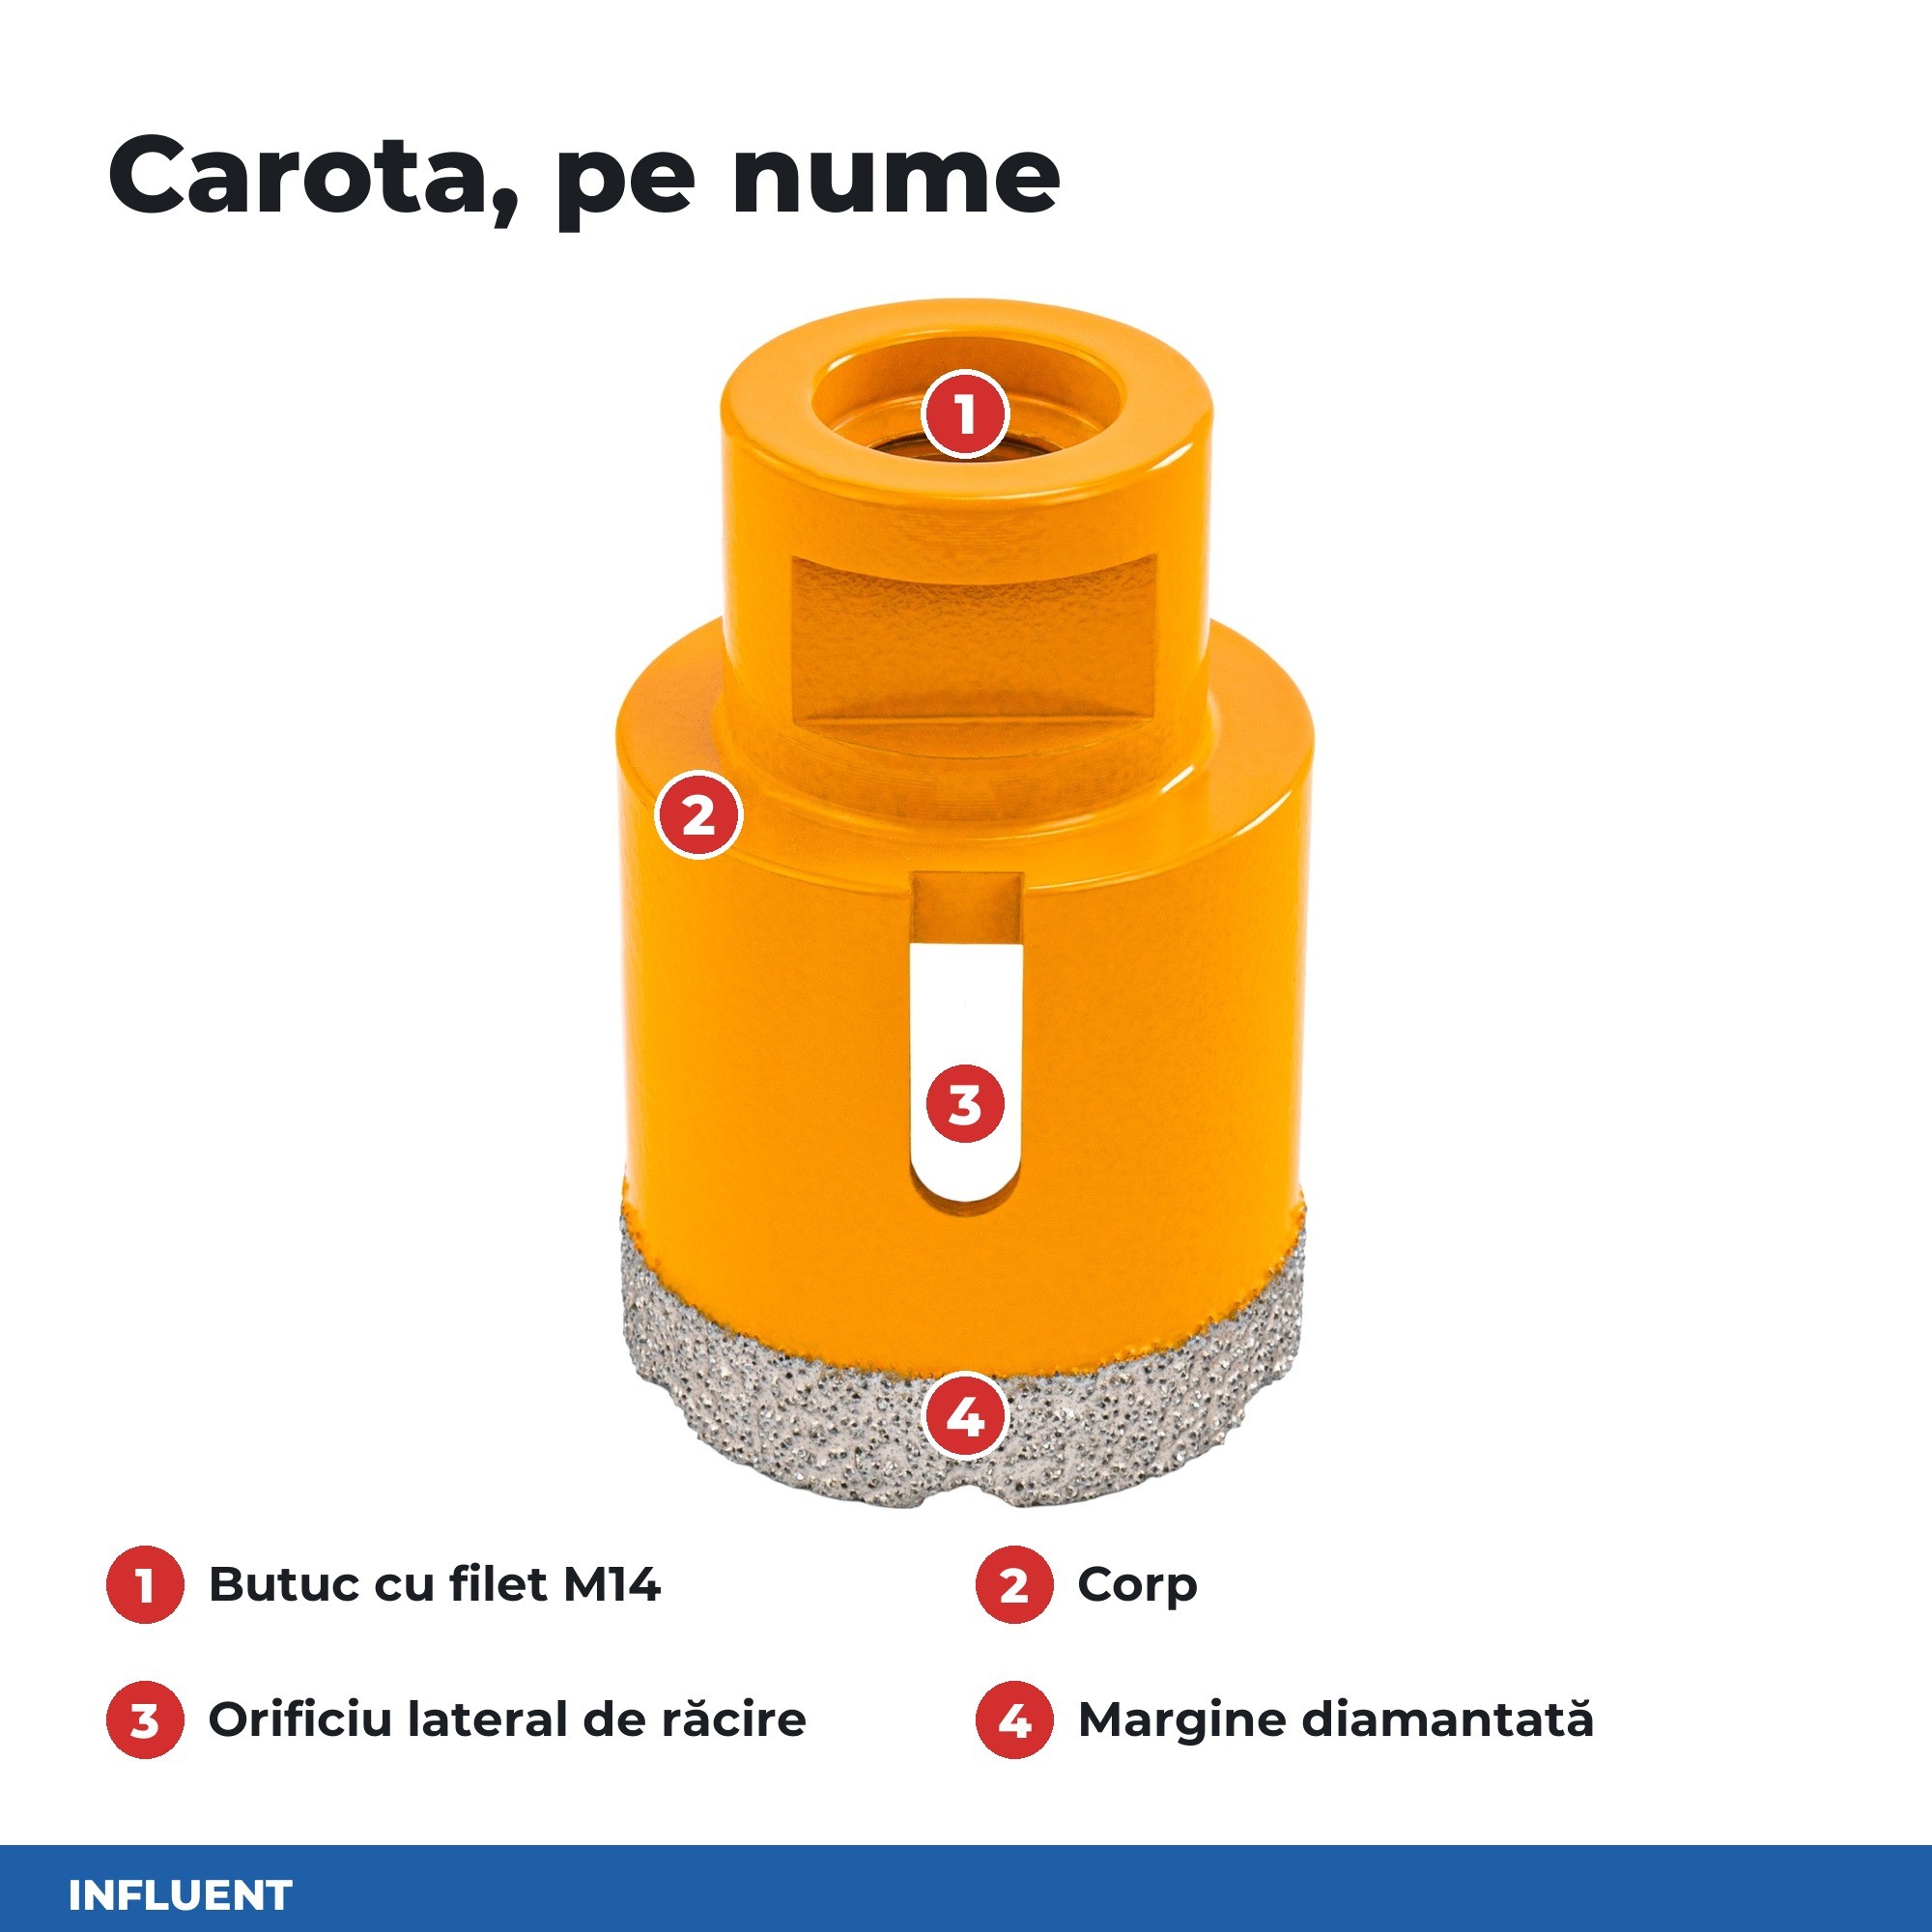 Carota, pe nume
1
2
3
4
1 Butuc cu filet M14
2 Corp
3 Orificiu lateral de răcire
4 Margine diamantată
INFLUENT